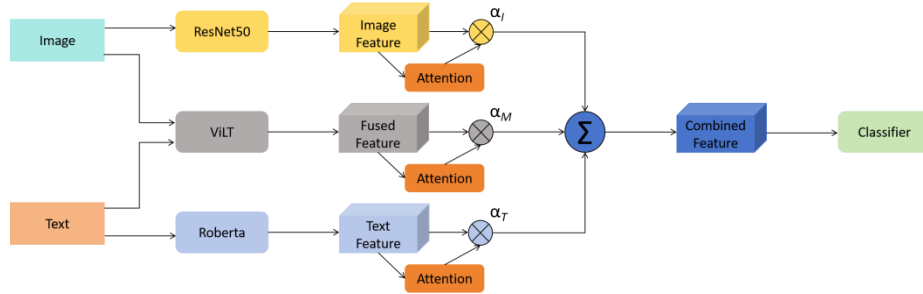 Image
ResNet50
Image
Feature
Attention
α_I
ViLT
Fused
Feature
Attention
α_M
Σ
Combined
Feature
Classifier
Text
Roberta
Text
Feature
Attention
α_T